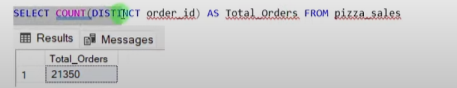 SELECT COUNT(DISTINCT order_id) AS Total_Orders FROM pizza_sales
Results Messages
Total_Orders
1 21350